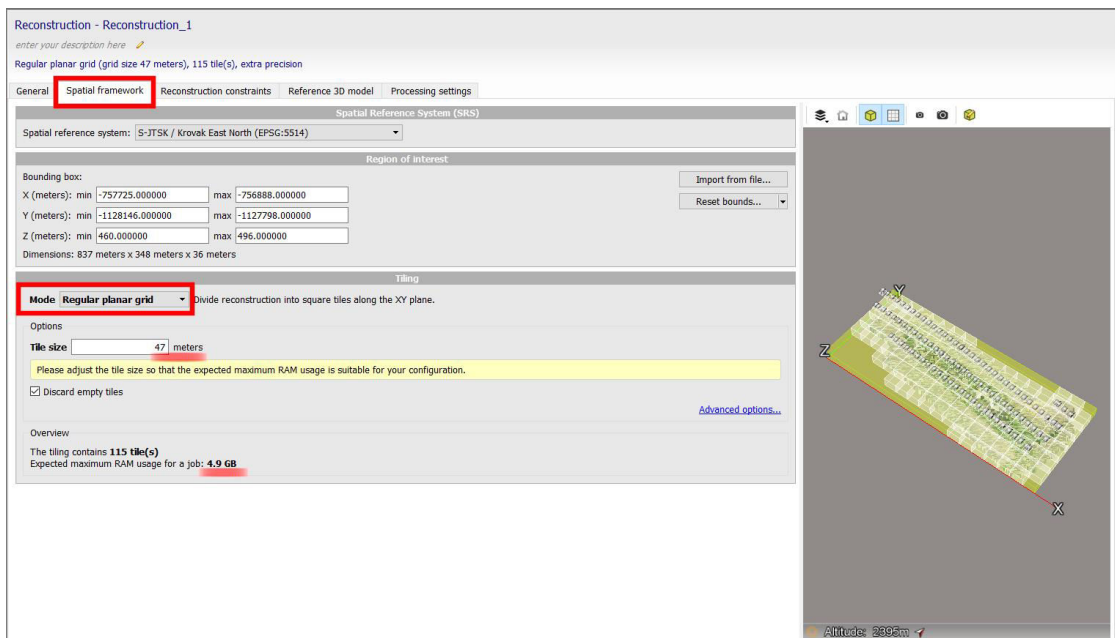 Reconstruction - Reconstruction_1
enter your description here
Regular planar grid (grid size 47 meters), 115 tile(s), extra precision
General Spatial framework Reconstruction constraints Reference 3D model Processing settings
Spatial Reference System (SRS)
Spatial reference system: S-JTSK / Krovak East North (EPSG:5514)
Region of interest
Bounding box:
Import from file...
X (meters): min -757725.000000 max -756888.000000
Reset bounds...
Y (meters): min -1128146.000000 max -1127798.000000
Z (meters): min 460.000000 max 496.000000
Dimensions: 837 meters x 348 meters x 36 meters
Tiling
Mode Regular planar grid Divide reconstruction into square tiles along the XY plane.
Options
Tile size 47 meters
Please adjust the tile size so that the expected maximum RAM usage is suitable for your configuration.
Discard empty tiles
Advanced options...
Overview
The tiling contains 115 tile(s)
Expected maximum RAM usage for a job: 4.9 GB
Y
Z
X
Altitude: 2395m